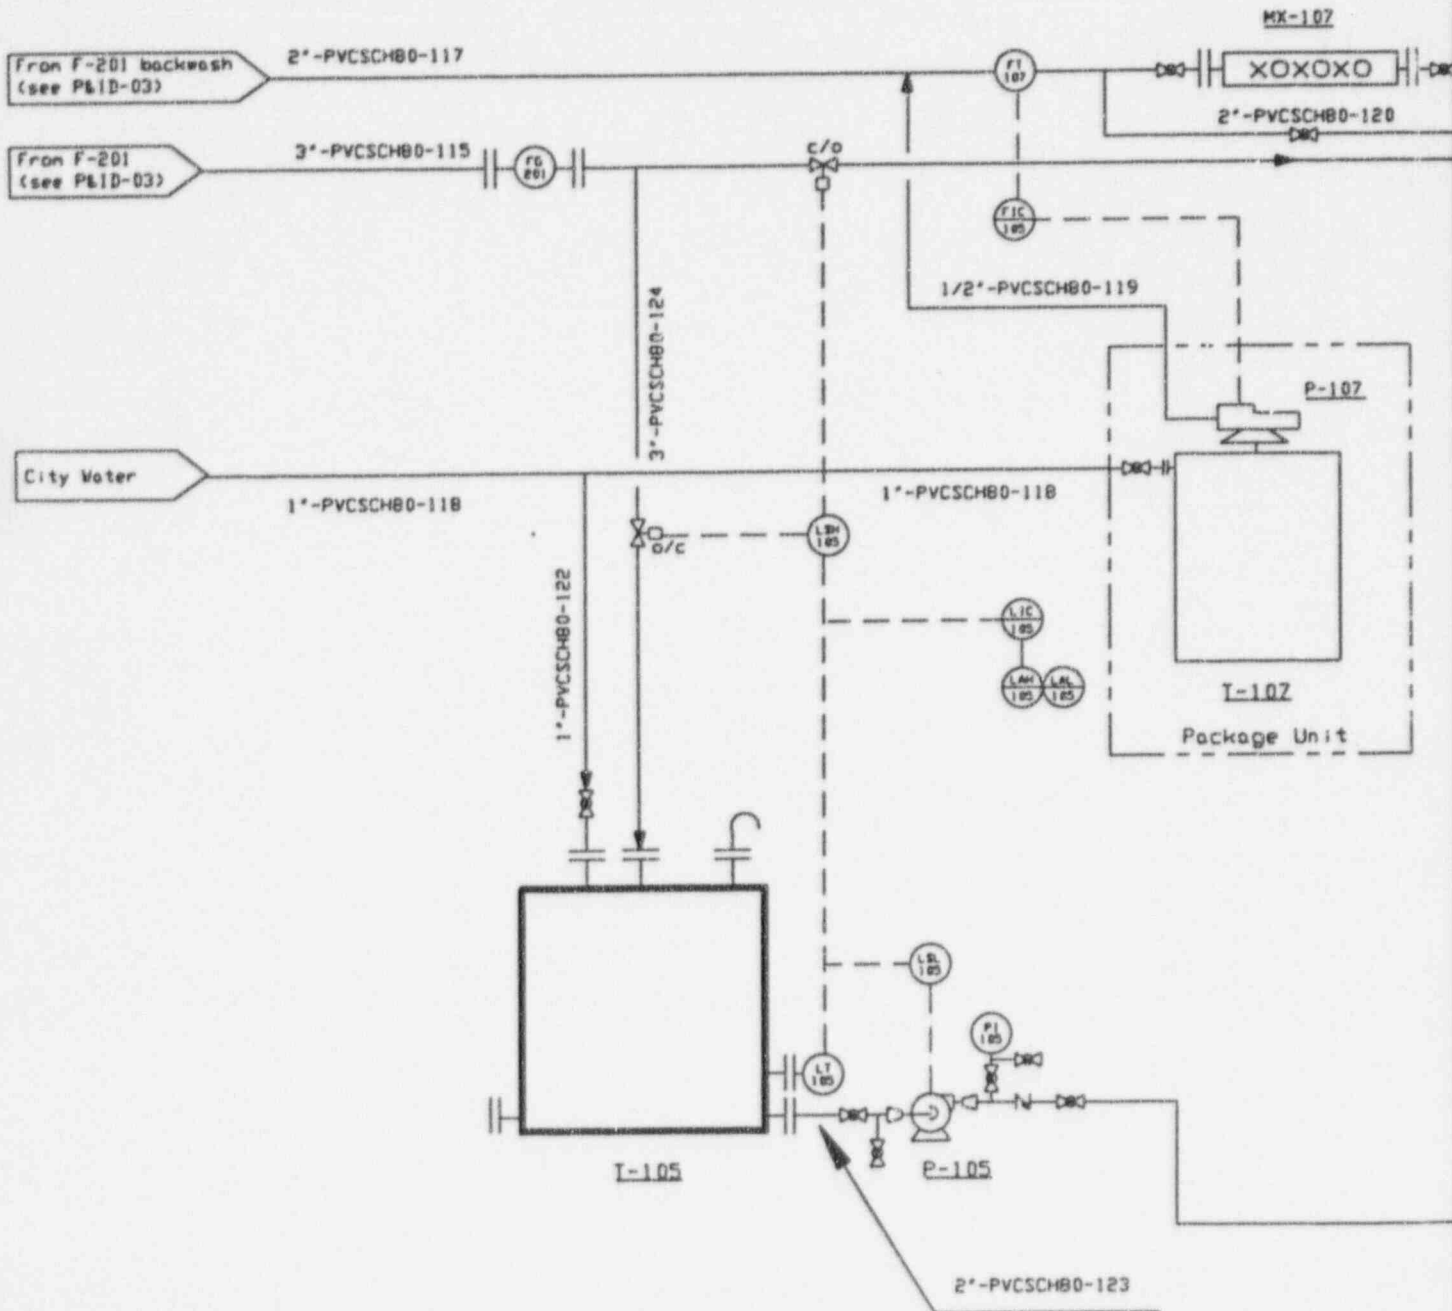 MX-107
From F-201 backwash
(see P&ID-03)
2"-PVCSCH80-117
FT
107
2"-PVCSCH80-120
From F-201
(see P&ID-03)
3"-PVCSCH80-115
FG
201
c/o
FIC
105
1/2"-PVCSCH80-119
3"-PVCSCH80-124
P-107
City Water
1"-PVCSCH80-118
1"-PVCSCH80-118
LSH
105
o/c
1"-PVCSCH80-122
LIC
105
LAH
105
LAL
105
T-107
Package Unit
LSL
105
PI
105
LT
105
T-105
P-105
2"-PVCSCH80-123